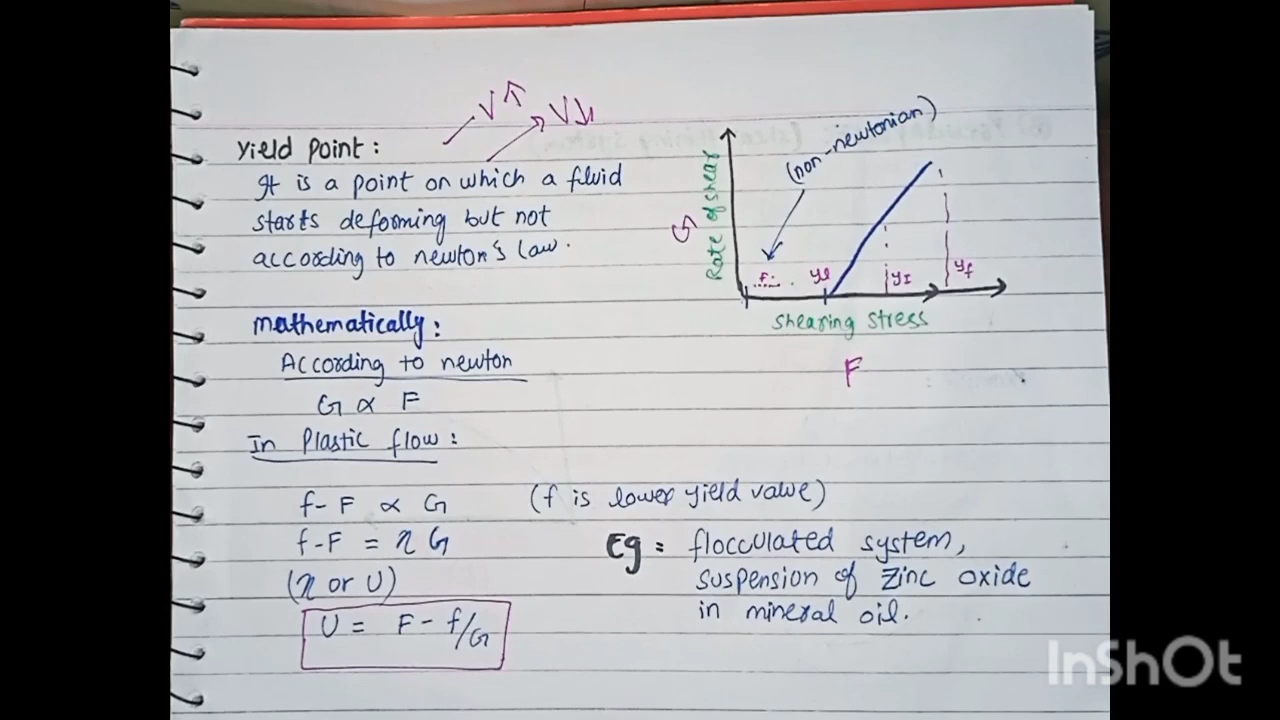 V↑
V↓
Yield Point:
It is a point on which a fluid
starts deforming but not
according to newton's law.
Mathematically:
According to newton
G ∝ F
In Plastic flow:
f- F ∝ G
f-F = η G
(η or U)
U = F - f/G
(non-newtonian)
Rate of shear
G
f
yl
yI
yf
Shearing stress
F
(f is lower yield value)
Eg = flocculated system,
suspension of Zinc oxide
in mineral oil.
InShOt